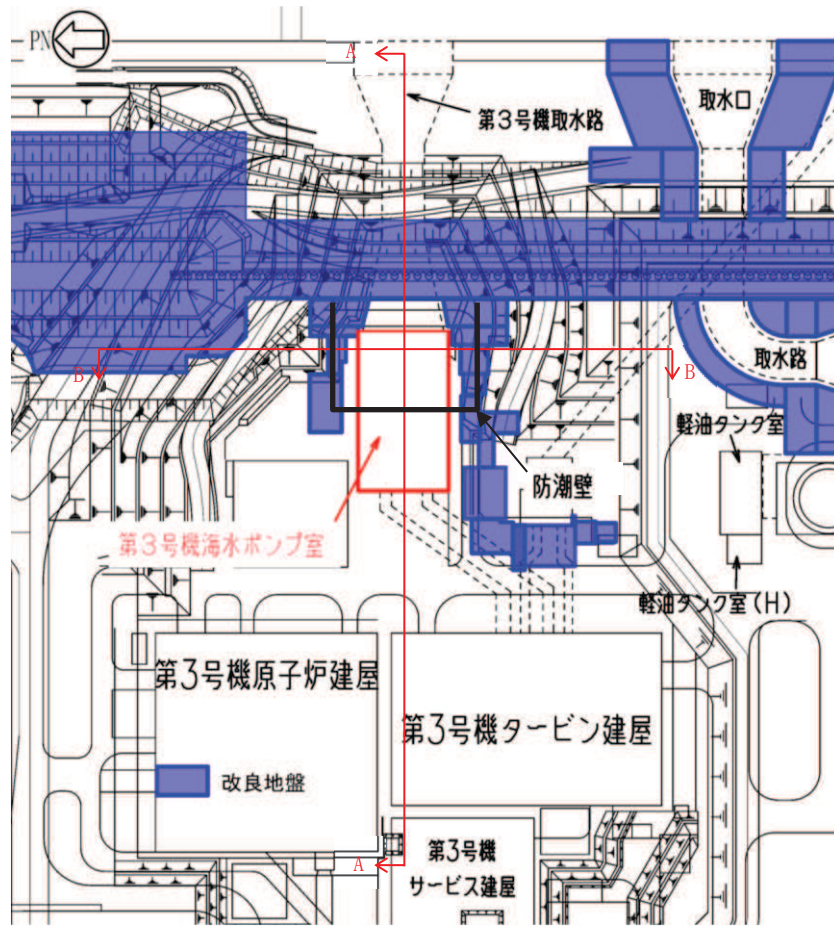 PN
A
第3号機取水路
取水口
B
B
取水路
軽油タンク室
防潮壁
第3号機海水ポンプ室
軽油タンク室(H)
第3号機原子炉建屋
第3号機タービン建屋
改良地盤
A
第3号機
サービス建屋